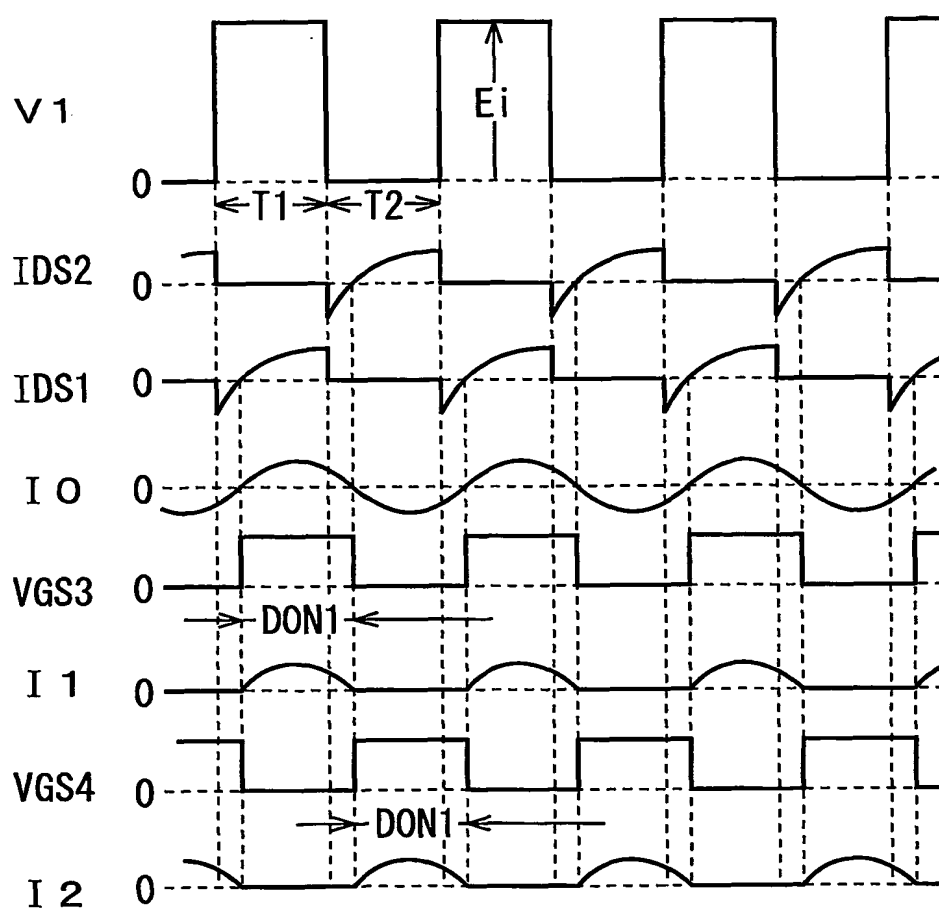 V1
Ei
0
T1 T2
IDS2 0
IDS1 0
IO 0
VGS3 0
DON1
I1 0
VGS4 0
DON1
I2 0